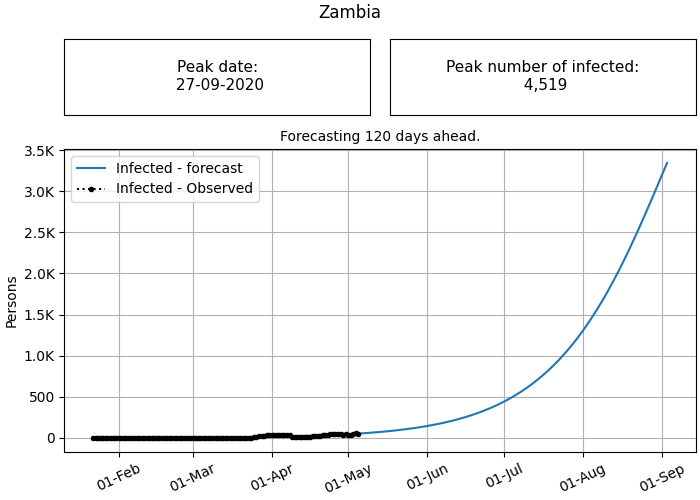 Zambia
Peak date:
27-09-2020
Peak number of infected:
4,519
Forecasting 120 days ahead.
3.5K
3.0K
2.5K
2.0K
1.5K
1.0K
500
0
Persons
Infected - forecast
Infected - Observed
01-Feb
01-Mar
01-Apr
01-May
01-Jun
01-Jul
01-Aug
01-Sep